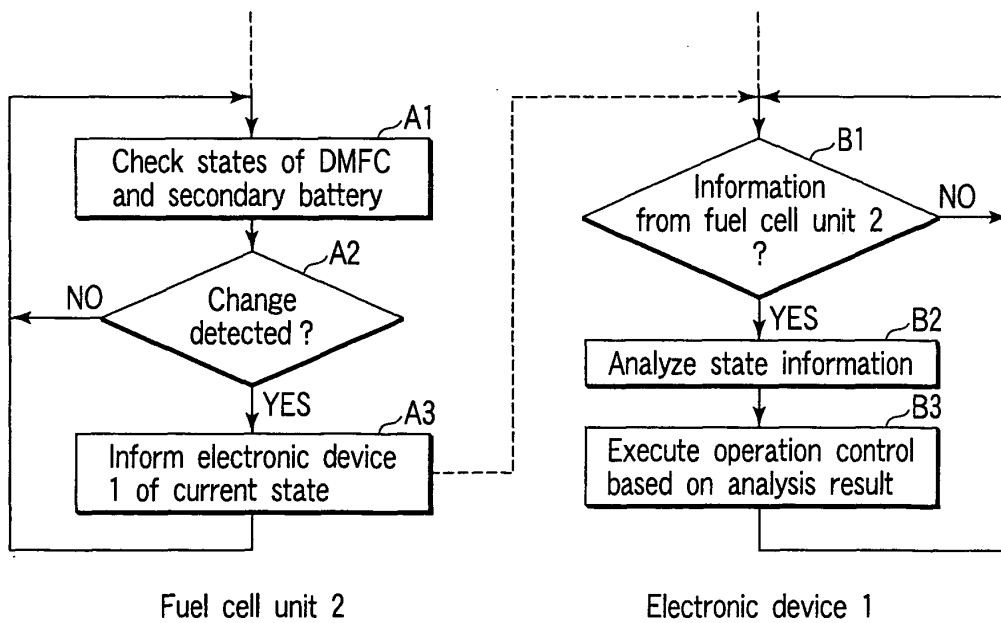 A1
Check states of DMFC
and secondary battery
A2
Change
detected ?
NO
YES
A3
Inform electronic device
1 of current state
Fuel cell unit 2
B1
Information
from fuel cell unit 2
?
NO
YES
B2
Analyze state information
B3
Execute operation control
based on analysis result
Electronic device 1